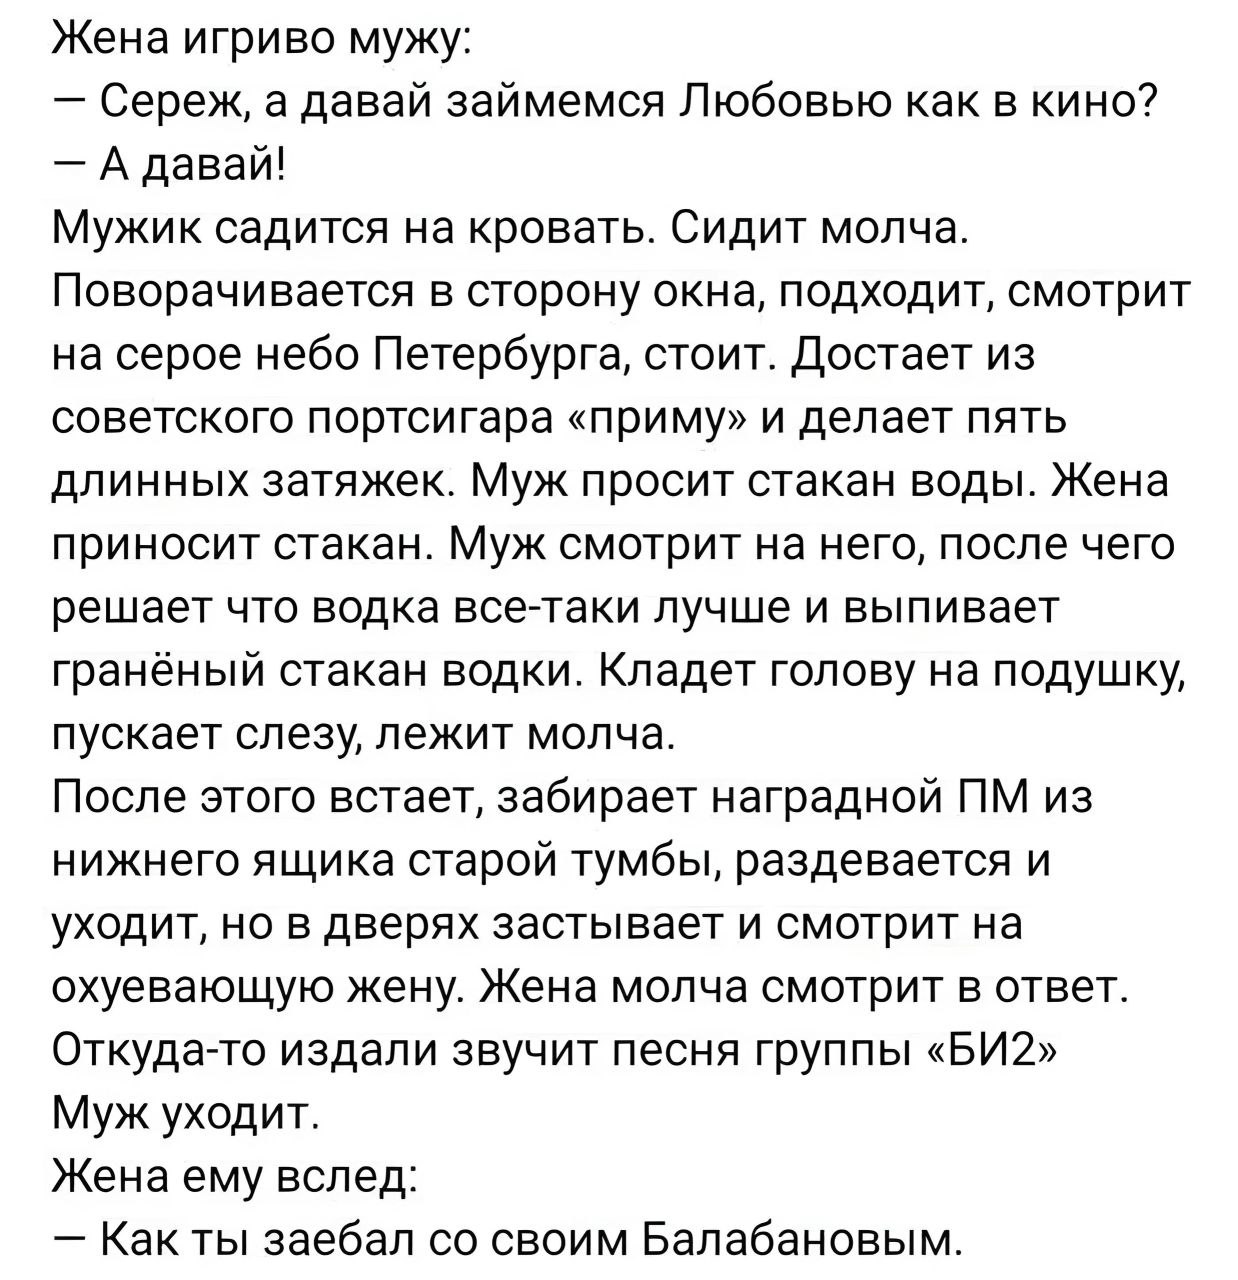 Жена игриво мужу:
— Сереж, а давай займемся Любовью как в кино?
— А давай!
Мужик садится на кровать. Сидит молча.
Поворачивается в сторону окна, подходит, смотрит
на серое небо Петербурга, стоит. Достает из
советского портсигара «приму» и делает пять
длинных затяжек. Муж просит стакан воды. Жена
приносит стакан. Муж смотрит на него, после чего
решает что водка все-таки лучше и выпивает
гранёный стакан водки. Кладет голову на подушку,
пускает слезу, лежит молча.
После этого встает, забирает наградной ПМ из
нижнего ящика старой тумбы, раздевается и
уходит, но в дверях застывает и смотрит на
охуевающую жену. Жена молча смотрит в ответ.
Откуда-то издали звучит песня группы «БИ2»
Муж уходит.
Жена ему вслед:
— Как ты заебал со своим Балабановым.